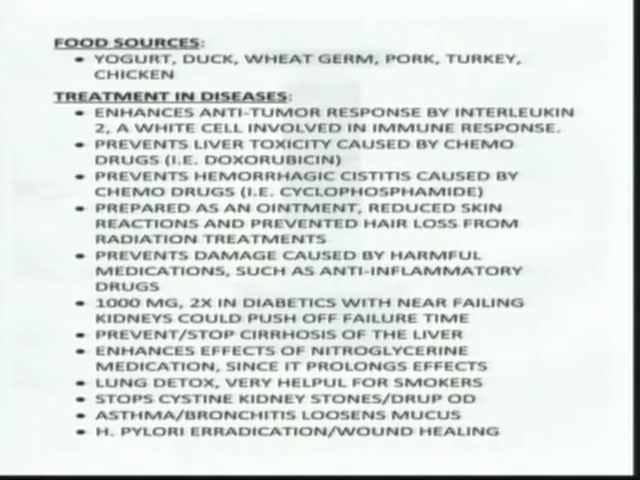 FOOD SOURCES:
• YOGURT, DUCK, WHEAT GERM, PORK, TURKEY,
CHICKEN
TREATMENT IN DISEASES:
• ENHANCES ANTI-TUMOR RESPONSE BY INTERLEUKIN
2, A WHITE CELL INVOLVED IN IMMUNE RESPONSE.
• PREVENTS LIVER TOXICITY CAUSED BY CHEMO
DRUGS (I.E. DOXORUBICIN)
• PREVENTS HEMORRHAGIC CISTITIS CAUSED BY
CHEMO DRUGS (I.E. CYCLOPHOSPHAMIDE)
• PREPARED AS AN OINTMENT, REDUCED SKIN
REACTIONS AND PREVENTED HAIR LOSS FROM
RADIATION TREATMENTS
• PREVENTS DAMAGE CAUSED BY HARMFUL
MEDICATIONS, SUCH AS ANTI-INFLAMMATORY
DRUGS
• 1000 MG, 2X IN DIABETICS WITH NEAR FAILING
KIDNEYS COULD PUSH OFF FAILURE TIME
• PREVENT/STOP CIRRHOSIS OF THE LIVER
• ENHANCES EFFECTS OF NITROGLYCERINE
MEDICATION, SINCE IT PROLONGS EFFECTS
• LUNG DETOX, VERY HELPUL FOR SMOKERS
• STOPS CYSTINE KIDNEY STONES/DRUP OD
• ASTHMA/BRONCHITIS LOOSENS MUCUS
• H. PYLORI ERRADICATION/WOUND HEALING